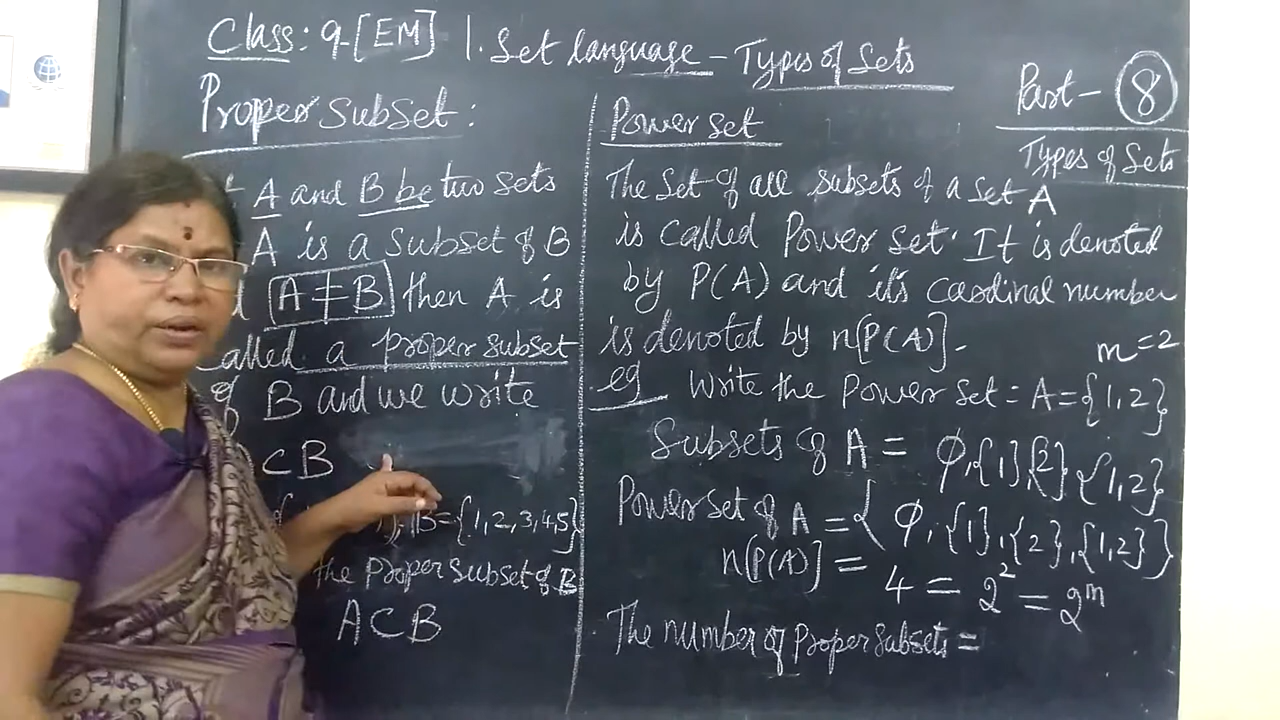 Class: 9-[EM] 1. Set language - Types of Sets
Part - 8
Types of Sets
Proper Subset:
A and B be two sets
A is a subset of B
A ≠ B then A is
called a proper subset
of B and we write
⊂ B
B = {1, 2, 3, 4, 5}
the proper subset of B
A ⊂ B
Power set
The set of all subsets of a set A
is called Power set. It is denoted
by P(A) and it's cardinal number
is denoted by n[P(A)].
m = 2
eg Write the Power set = A = {1, 2}
Subsets of A = ϕ, {1} {2} {1, 2}
Power set of A = { ϕ, {1}, {2}, {1, 2} }
n[P(A)] = 4 = 2² = 2ᵐ
The number of Proper subsets =